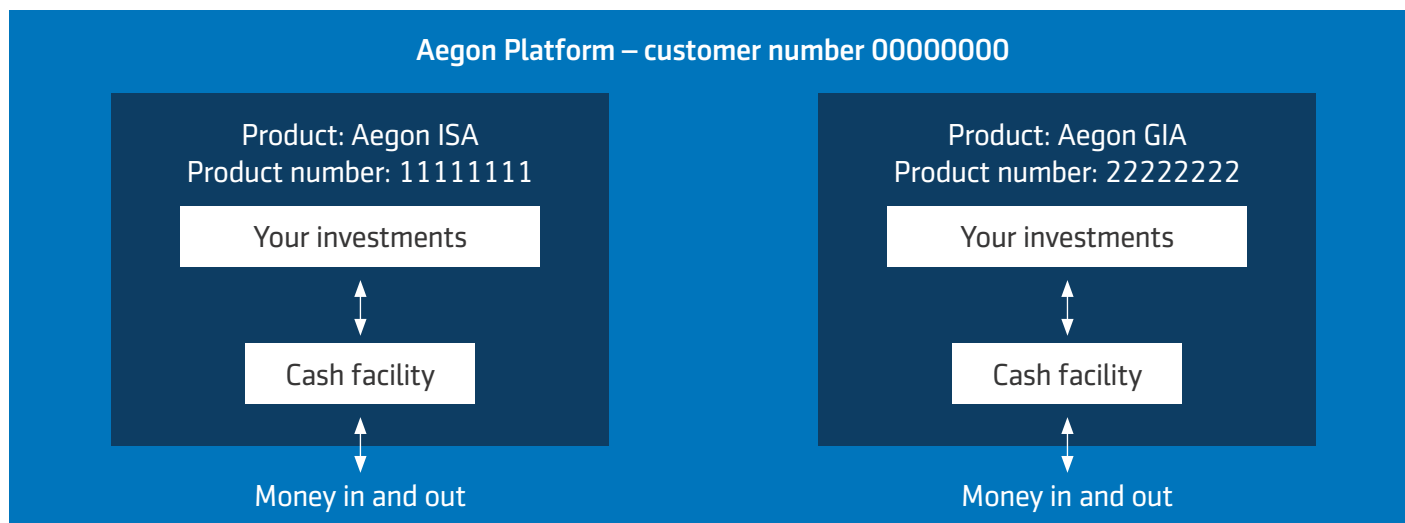 Aegon Platform – customer number 00000000
Product: Aegon ISA
Product number: 11111111
Your investments
Cash facility
Money in and out
Product: Aegon GIA
Product number: 22222222
Your investments
Cash facility
Money in and out